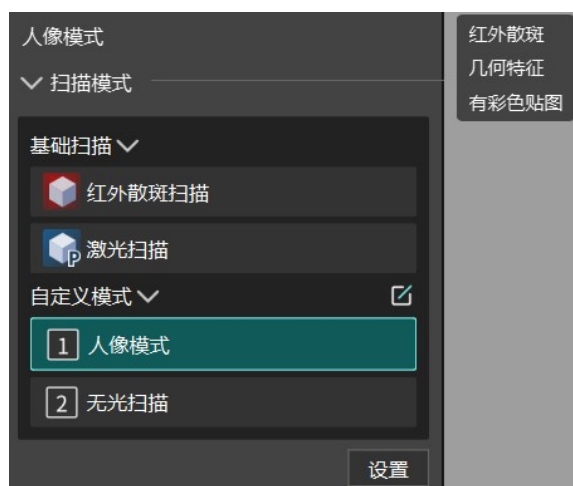 人像模式
扫描模式
基础扫描
红外散斑扫描
P 激光扫描
自定义模式
1 人像模式
2 无光扫描
设置
红外散斑
几何特征
有彩色贴图